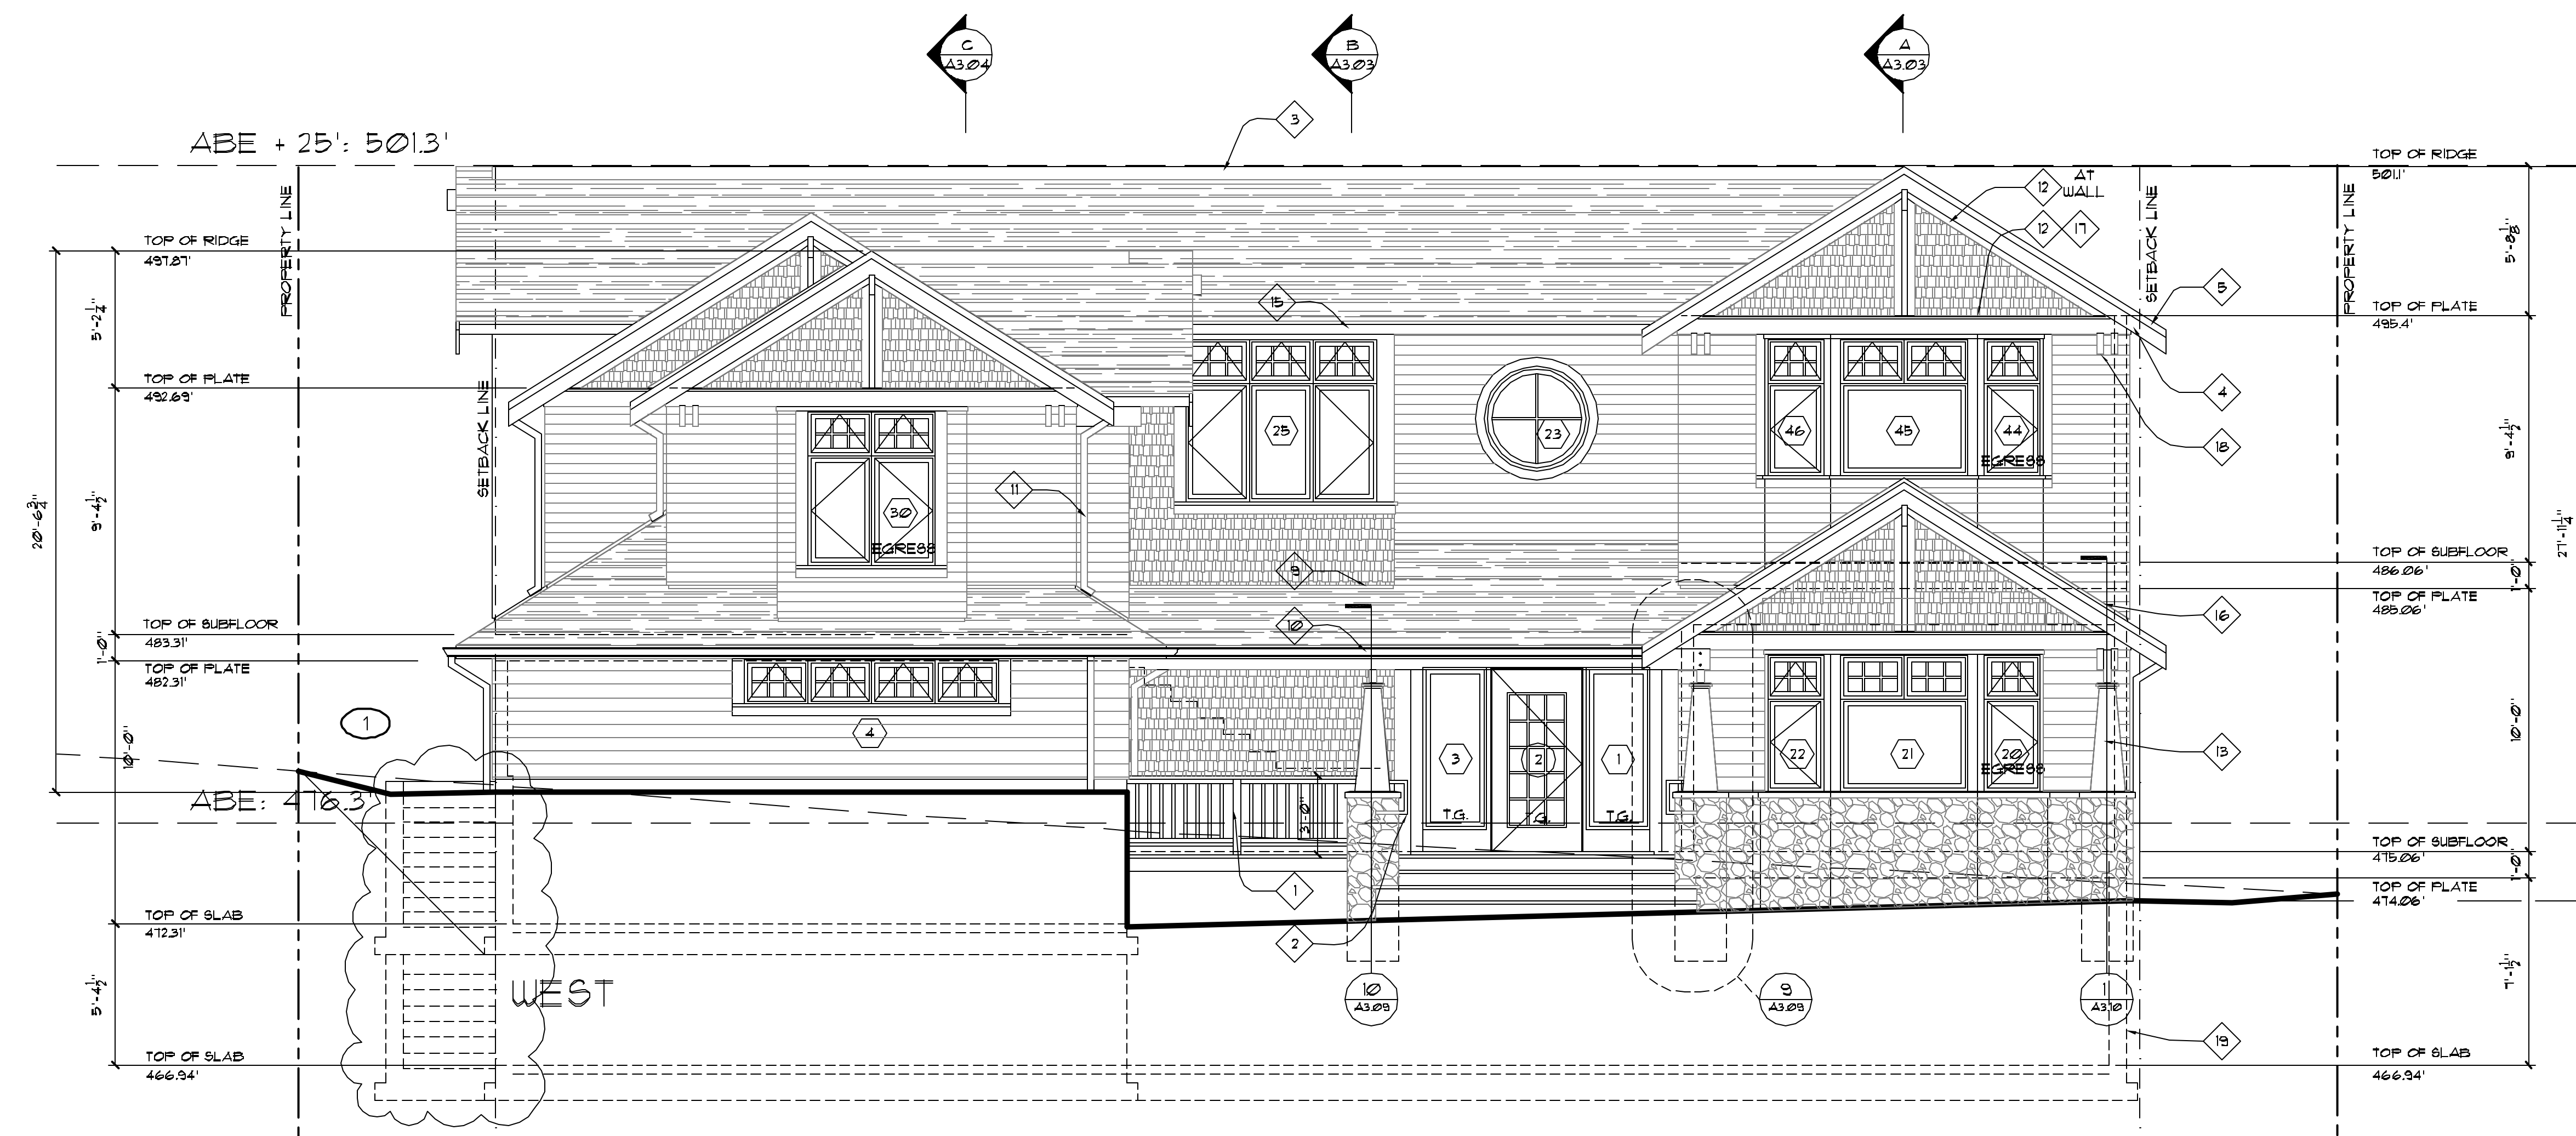 C
A3.04
B
A3.03
A
A3.03
3
ABE + 25': 501.3'
TOP OF RIDGE
501.1'
12
AT
WALL
12
17
PROPERTY LINE
PROPERTY LINE
SETBACK LINE
5'-8 1/8"
TOP OF RIDGE
497.87'
5
15
TOP OF PLATE
495.4'
5'-2 1/4"
TOP OF PLATE
492.69'
4
SETBACK LINE
25
23
46
45
44
EGRESS
18
9'-4 1/2"
11
30
EGRESS
9'-4 1/2"
20'-6 3/4"
27'-11 1/4"
TOP OF SUBFLOOR
486.06'
1'-0"
TOP OF PLATE
485.06'
9
10
16
TOP OF SUBFLOOR
483.31'
1'-0"
TOP OF PLATE
482.31'
1
4
3
2
1
22
21
20
EGRESS
13
10'-0"
10'-0"
ABE: 476.3'
3'-0"
T.G.
T.G.
T.G.
TOP OF SUBFLOOR
475.06'
1'-0"
TOP OF PLATE
474.06'
1
2
TOP OF SLAB
472.31'
WEST
10
A3.09
9
A3.09
1
A3.10
5'-4 1/2"
7'-1 1/2"
19
TOP OF SLAB
466.94'
TOP OF SLAB
466.94'